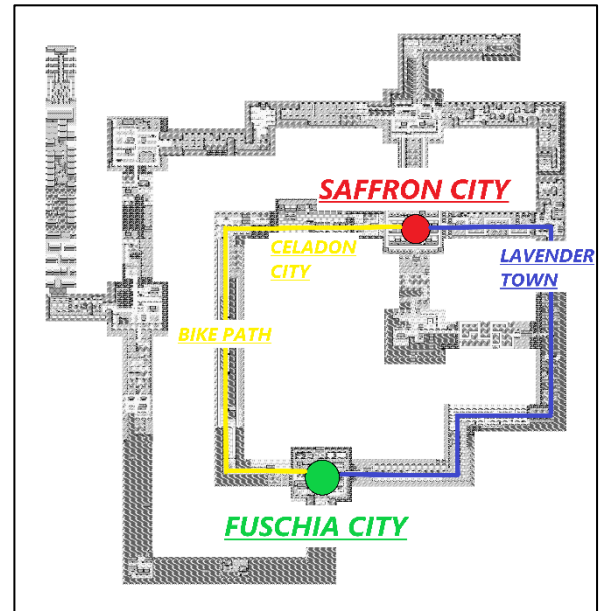 SAFFRON CITY
CELADON
CITY
LAVENDER
TOWN
BIKE PATH
FUSCHIA CITY